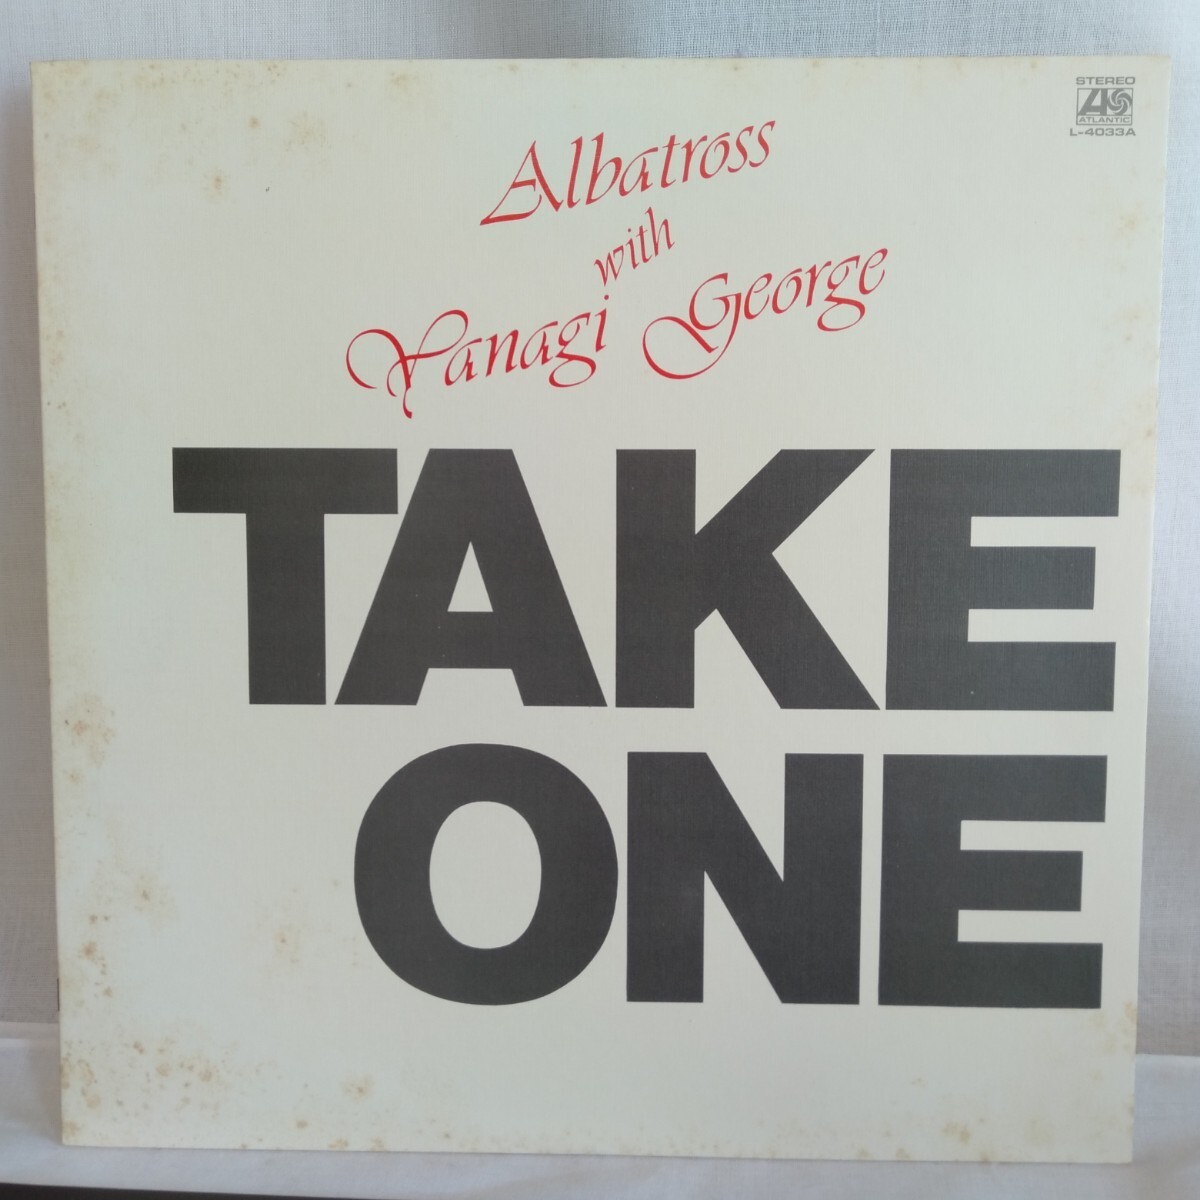 STEREO
ATLANTIC
L-4033A
Albatross
with
Yanagi George
TAKE
ONE